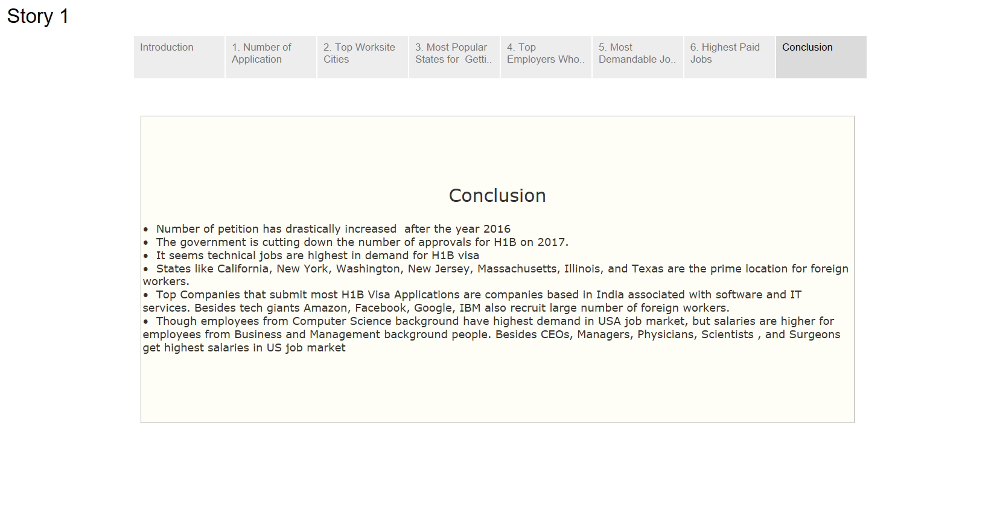 Story 1
Introduction
1. Number of
Application
2. Top Worksite
Cities
3. Most Popular
States for  Getti..
4. Top
Employers Who..
5. Most
Demandable Jo..
6. Highest Paid
Jobs
Conclusion
Conclusion
•  Number of petition has drastically increased  after the year 2016
•  The government is cutting down the number of approvals for H1B on 2017.
•  It seems technical jobs are highest in demand for H1B visa
•  States like California, New York, Washington, New Jersey, Massachusetts, Illinois, and Texas are the prime location for foreign
workers.
•  Top Companies that submit most H1B Visa Applications are companies based in India associated with software and IT
services. Besides tech giants Amazon, Facebook, Google, IBM also recruit large number of foreign workers.
•  Though employees from Computer Science background have highest demand in USA job market, but salaries are higher for
employees from Business and Management background people. Besides CEOs, Managers, Physicians, Scientists , and Surgeons
get highest salaries in US job market